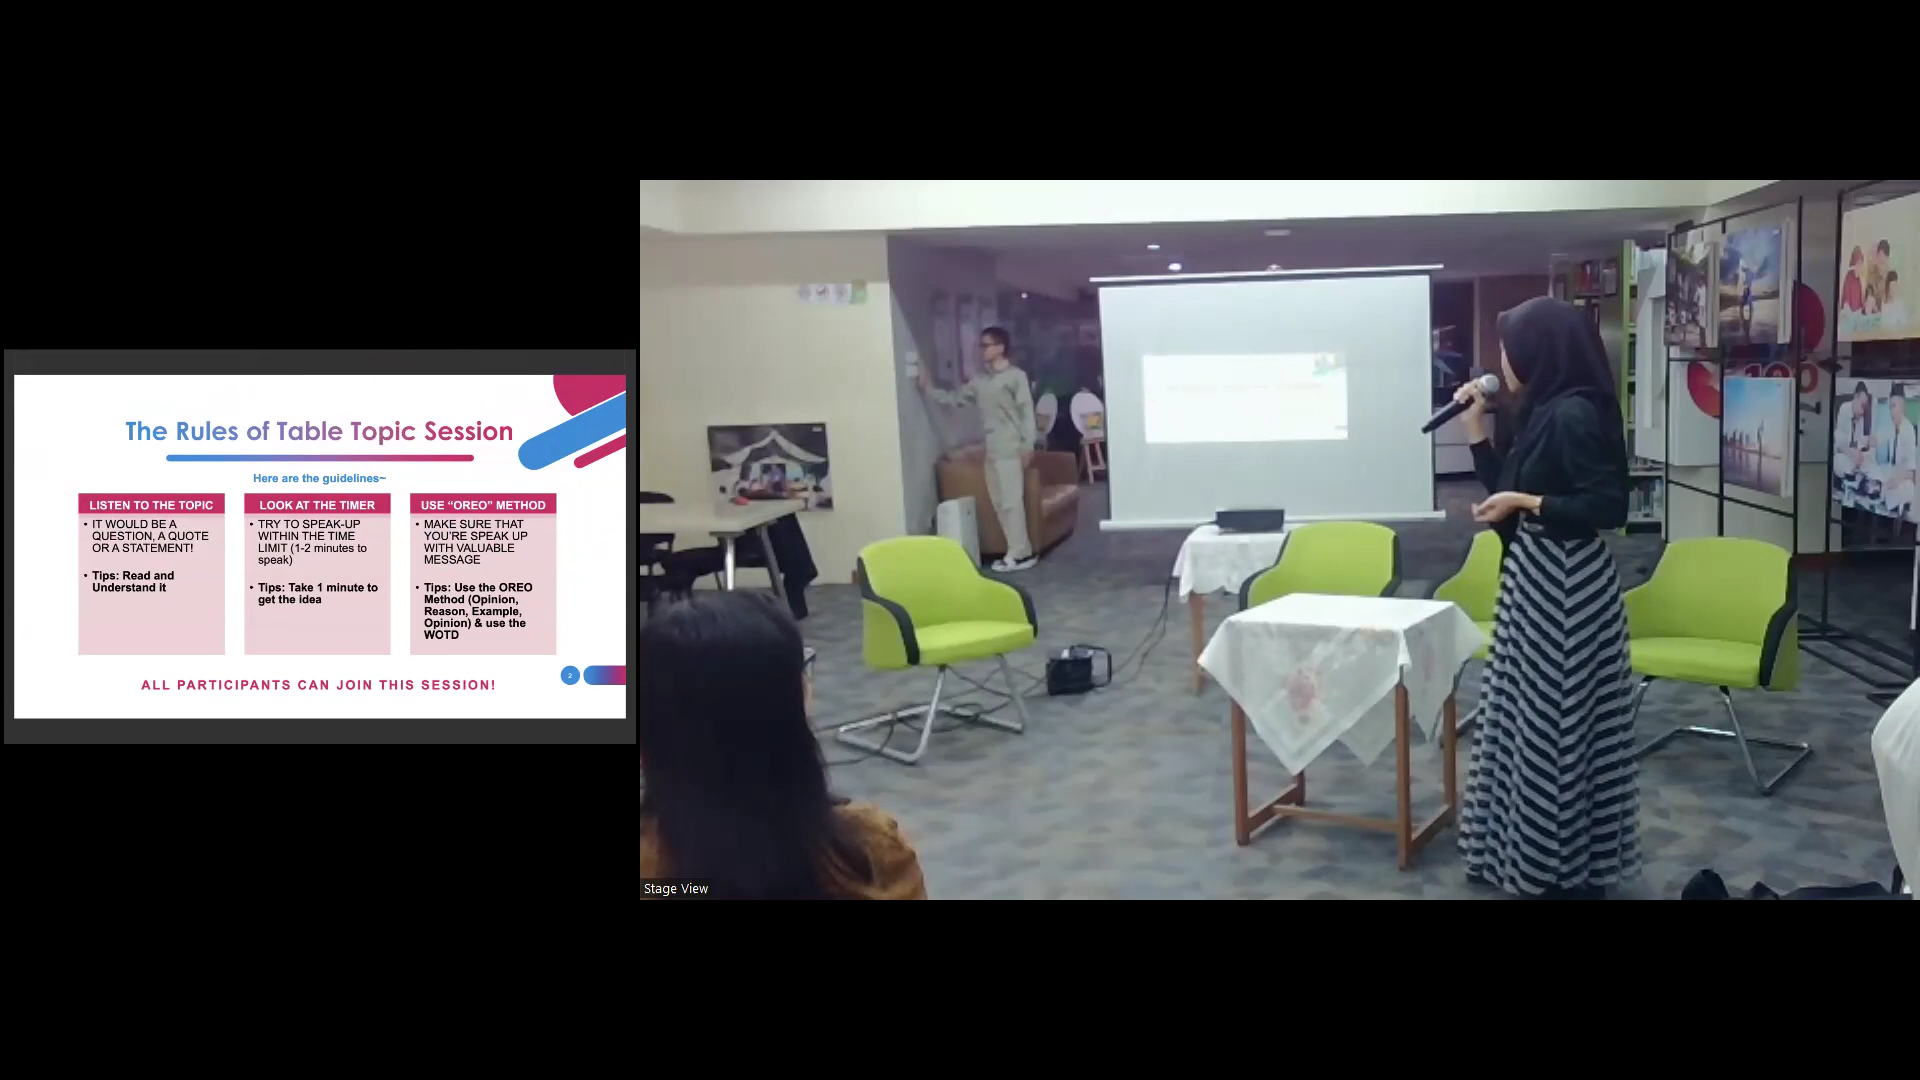 The Rules of Table Topic Session
Here are the guidelines~
LISTEN TO THE TOPIC
• IT WOULD BE A
QUESTION, A QUOTE
OR A STATEMENT!
• Tips: Read and
Understand it
LOOK AT THE TIMER
• TRY TO SPEAK-UP
WITHIN THE TIME
LIMIT (1-2 minutes to
speak)
• Tips: Take 1 minute to
get the idea
USE “OREO” METHOD
• MAKE SURE THAT
YOU'RE SPEAK UP
WITH VALUABLE
MESSAGE
• Tips: Use the OREO
Method (Opinion,
Reason, Example,
Opinion) & use the
WOTD
ALL PARTICIPANTS CAN JOIN THIS SESSION!
2
100
Stage View